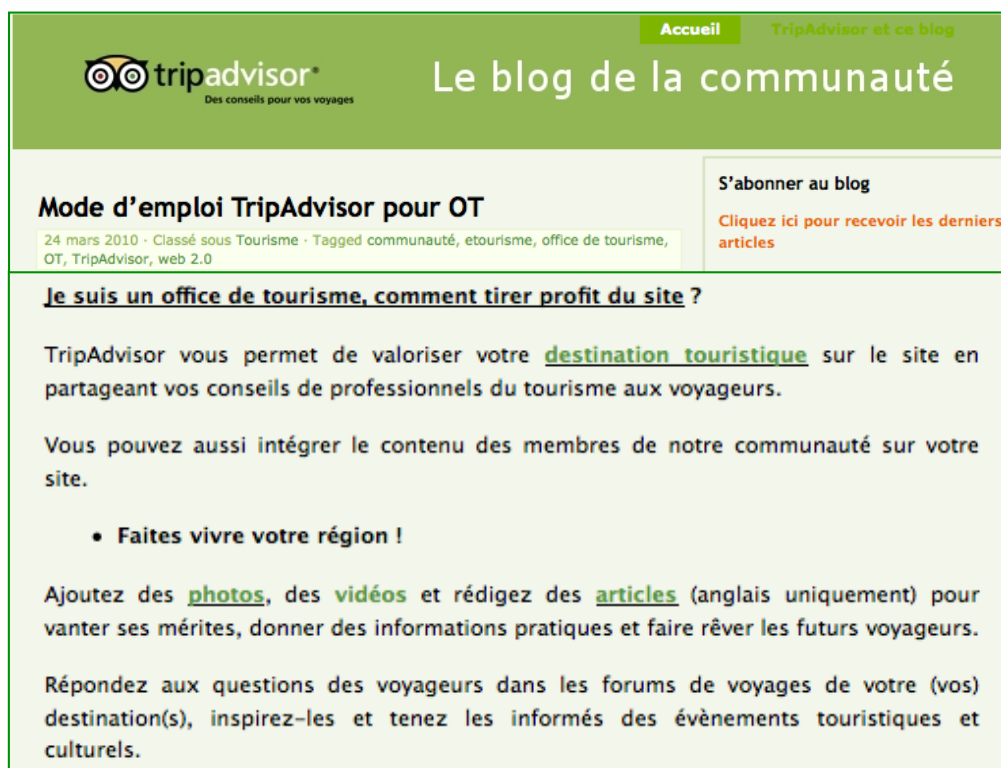 Accueil TripAdvisor et ce blog
tripadvisor®
Des conseils pour vos voyages
Le blog de la communauté
Mode d'emploi TripAdvisor pour OT
24 mars 2010 · Classé sous Tourisme · Tagged communauté, etourisme, office de tourisme,
OT, TripAdvisor, web 2.0
S'abonner au blog
Cliquez ici pour recevoir les derniers
articles
Je suis un office de tourisme, comment tirer profit du site ?
TripAdvisor vous permet de valoriser votre destination touristique sur le site en
partageant vos conseils de professionnels du tourisme aux voyageurs.
Vous pouvez aussi intégrer le contenu des membres de notre communauté sur votre
site.
• Faites vivre votre région !
Ajoutez des photos, des vidéos et rédigez des articles (anglais uniquement) pour
vanter ses mérites, donner des informations pratiques et faire rêver les futurs voyageurs.
Répondez aux questions des voyageurs dans les forums de voyages de votre (vos)
destination(s), inspirez-les et tenez les informés des évènements touristiques et
culturels.